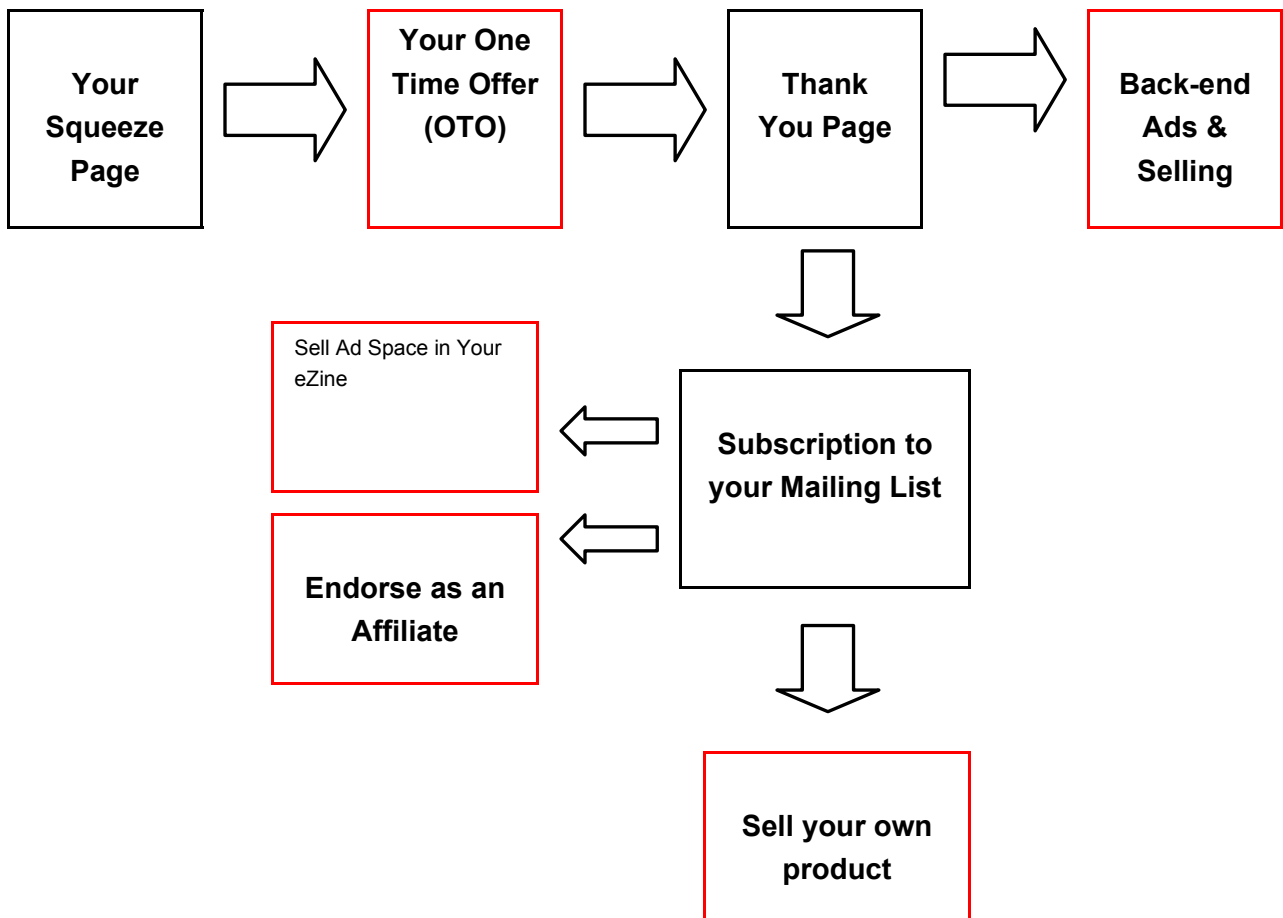 Your
Squeeze
Page
Your One
Time Offer
(OTO)
Thank
You Page
Back-end
Ads &
Selling
Sell Ad Space in Your
eZine
Subscription to
your Mailing List
Endorse as an
Affiliate
Sell your own
product